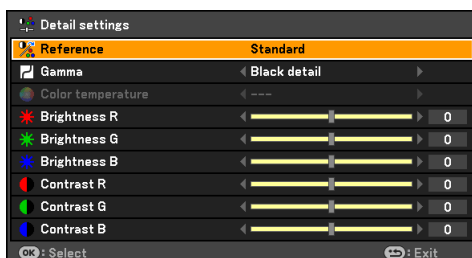 Detail settings
Reference Standard
Gamma Black detail
Color temperature ---
Brightness R 0
Brightness G 0
Brightness B 0
Contrast R 0
Contrast G 0
Contrast B 0
OK : Select : Exit